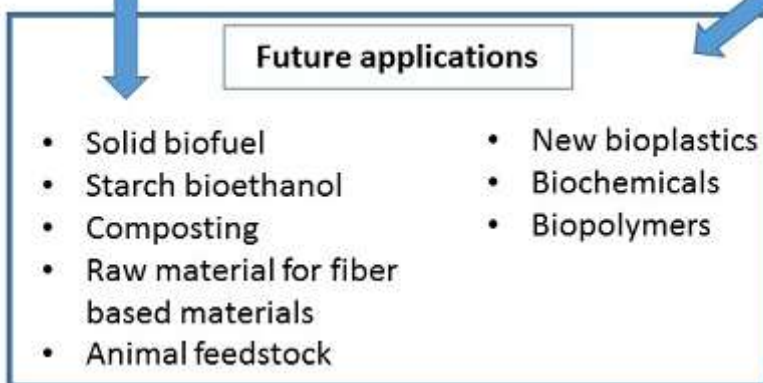 Future applications
• Solid biofuel
• Starch bioethanol
• Composting
• Raw material for fiber
based materials
• Animal feedstock
• New bioplastics
• Biochemicals
• Biopolymers